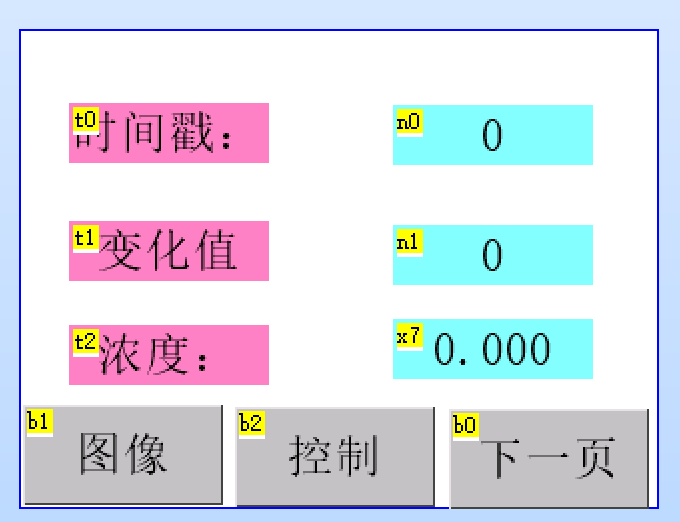 t0 时间戳： n0 0
t1 变化值 n1 0
t2 浓度： x7 0.000
b1 图像 b2 控制 b0 下一页